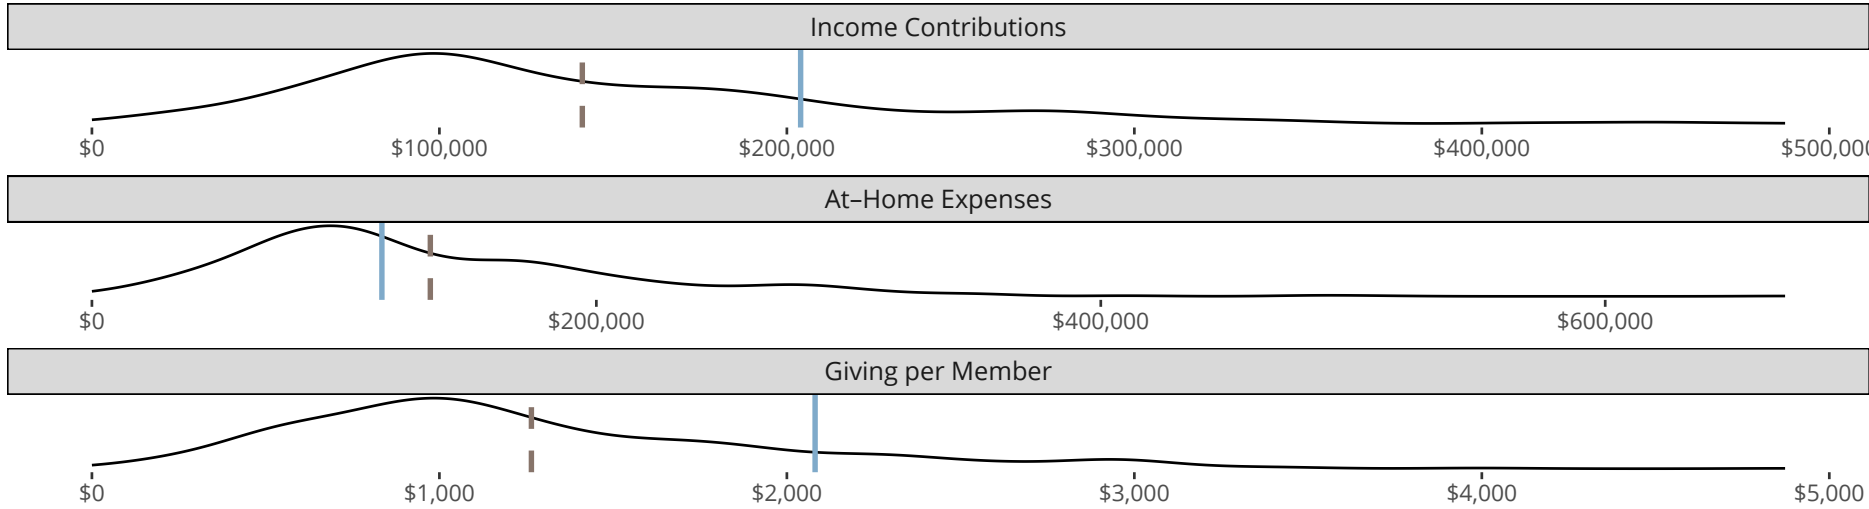 Income Contributions
$0 $100,000 $200,000 $300,000 $400,000 $500,000
At–Home Expenses
$0 $200,000 $400,000 $600,000
Giving per Member
$0 $1,000 $2,000 $3,000 $4,000 $5,000